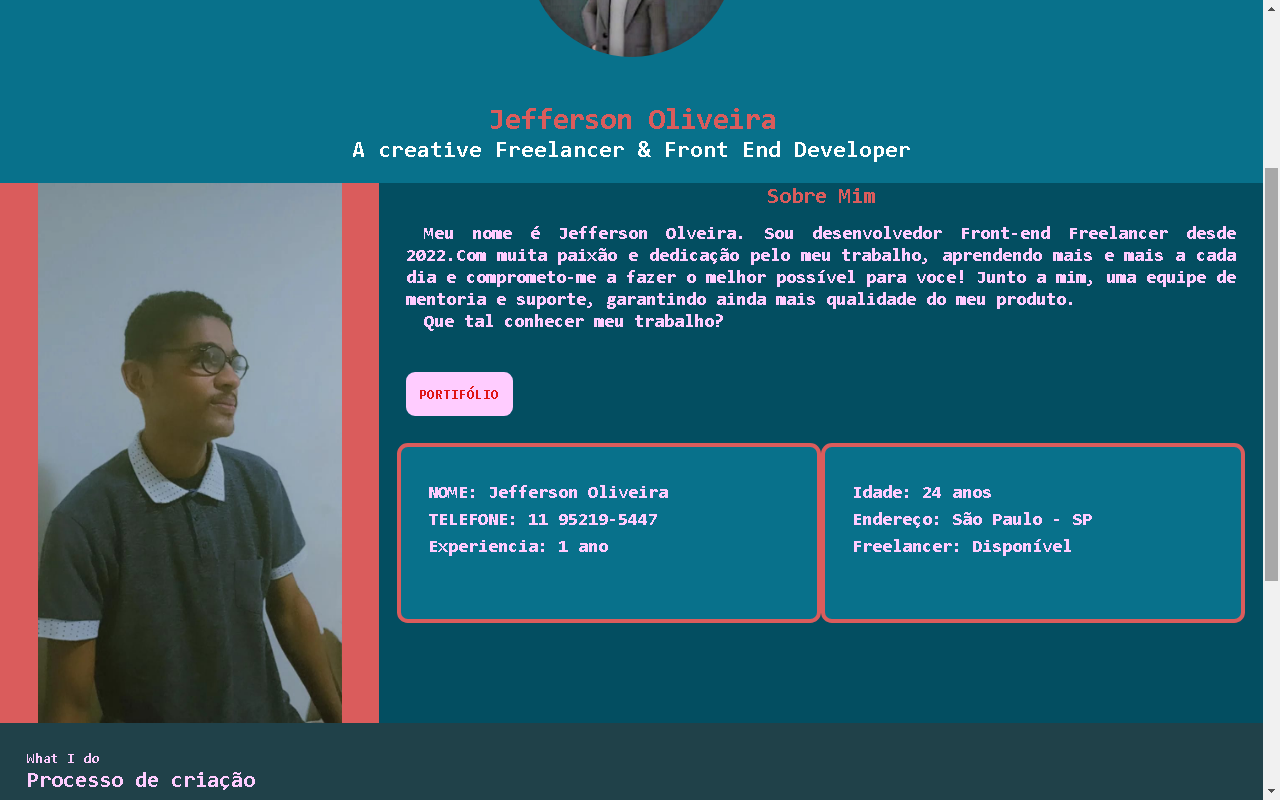 Jefferson Oliveira
A creative Freelancer & Front End Developer
Sobre Mim
Meu nome é Jefferson Olveira. Sou desenvolvedor Front-end Freelancer desde
2022.Com muita paixão e dedicação pelo meu trabalho, aprendendo mais e mais a cada
dia e comprometo-me a fazer o melhor possível para voce! Junto a mim, uma equipe de
mentoria e suporte, garantindo ainda mais qualidade do meu produto.
Que tal conhecer meu trabalho?
PORTIFÓLIO
NOME: Jefferson Oliveira
TELEFONE: 11 95219-5447
Experiencia: 1 ano
Idade: 24 anos
Endereço: São Paulo - SP
Freelancer: Disponível
What I do
Processo de criação